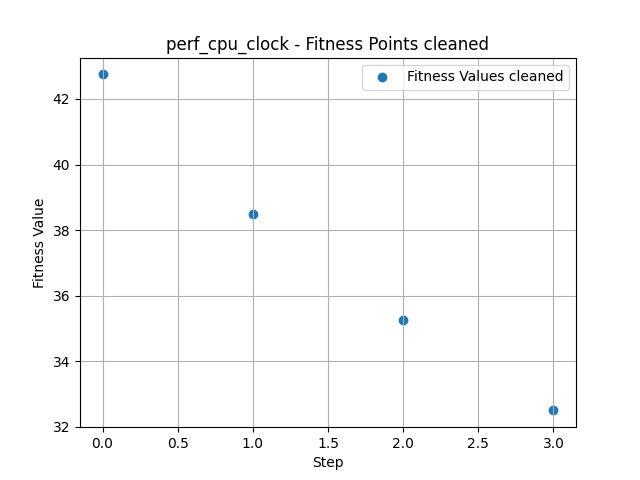 perf_cpu_clock - Fitness Points cleaned
Fitness Values cleaned
Fitness Value
42
40
38
36
34
32
0.0 0.5 1.0 1.5 2.0 2.5 3.0
Step